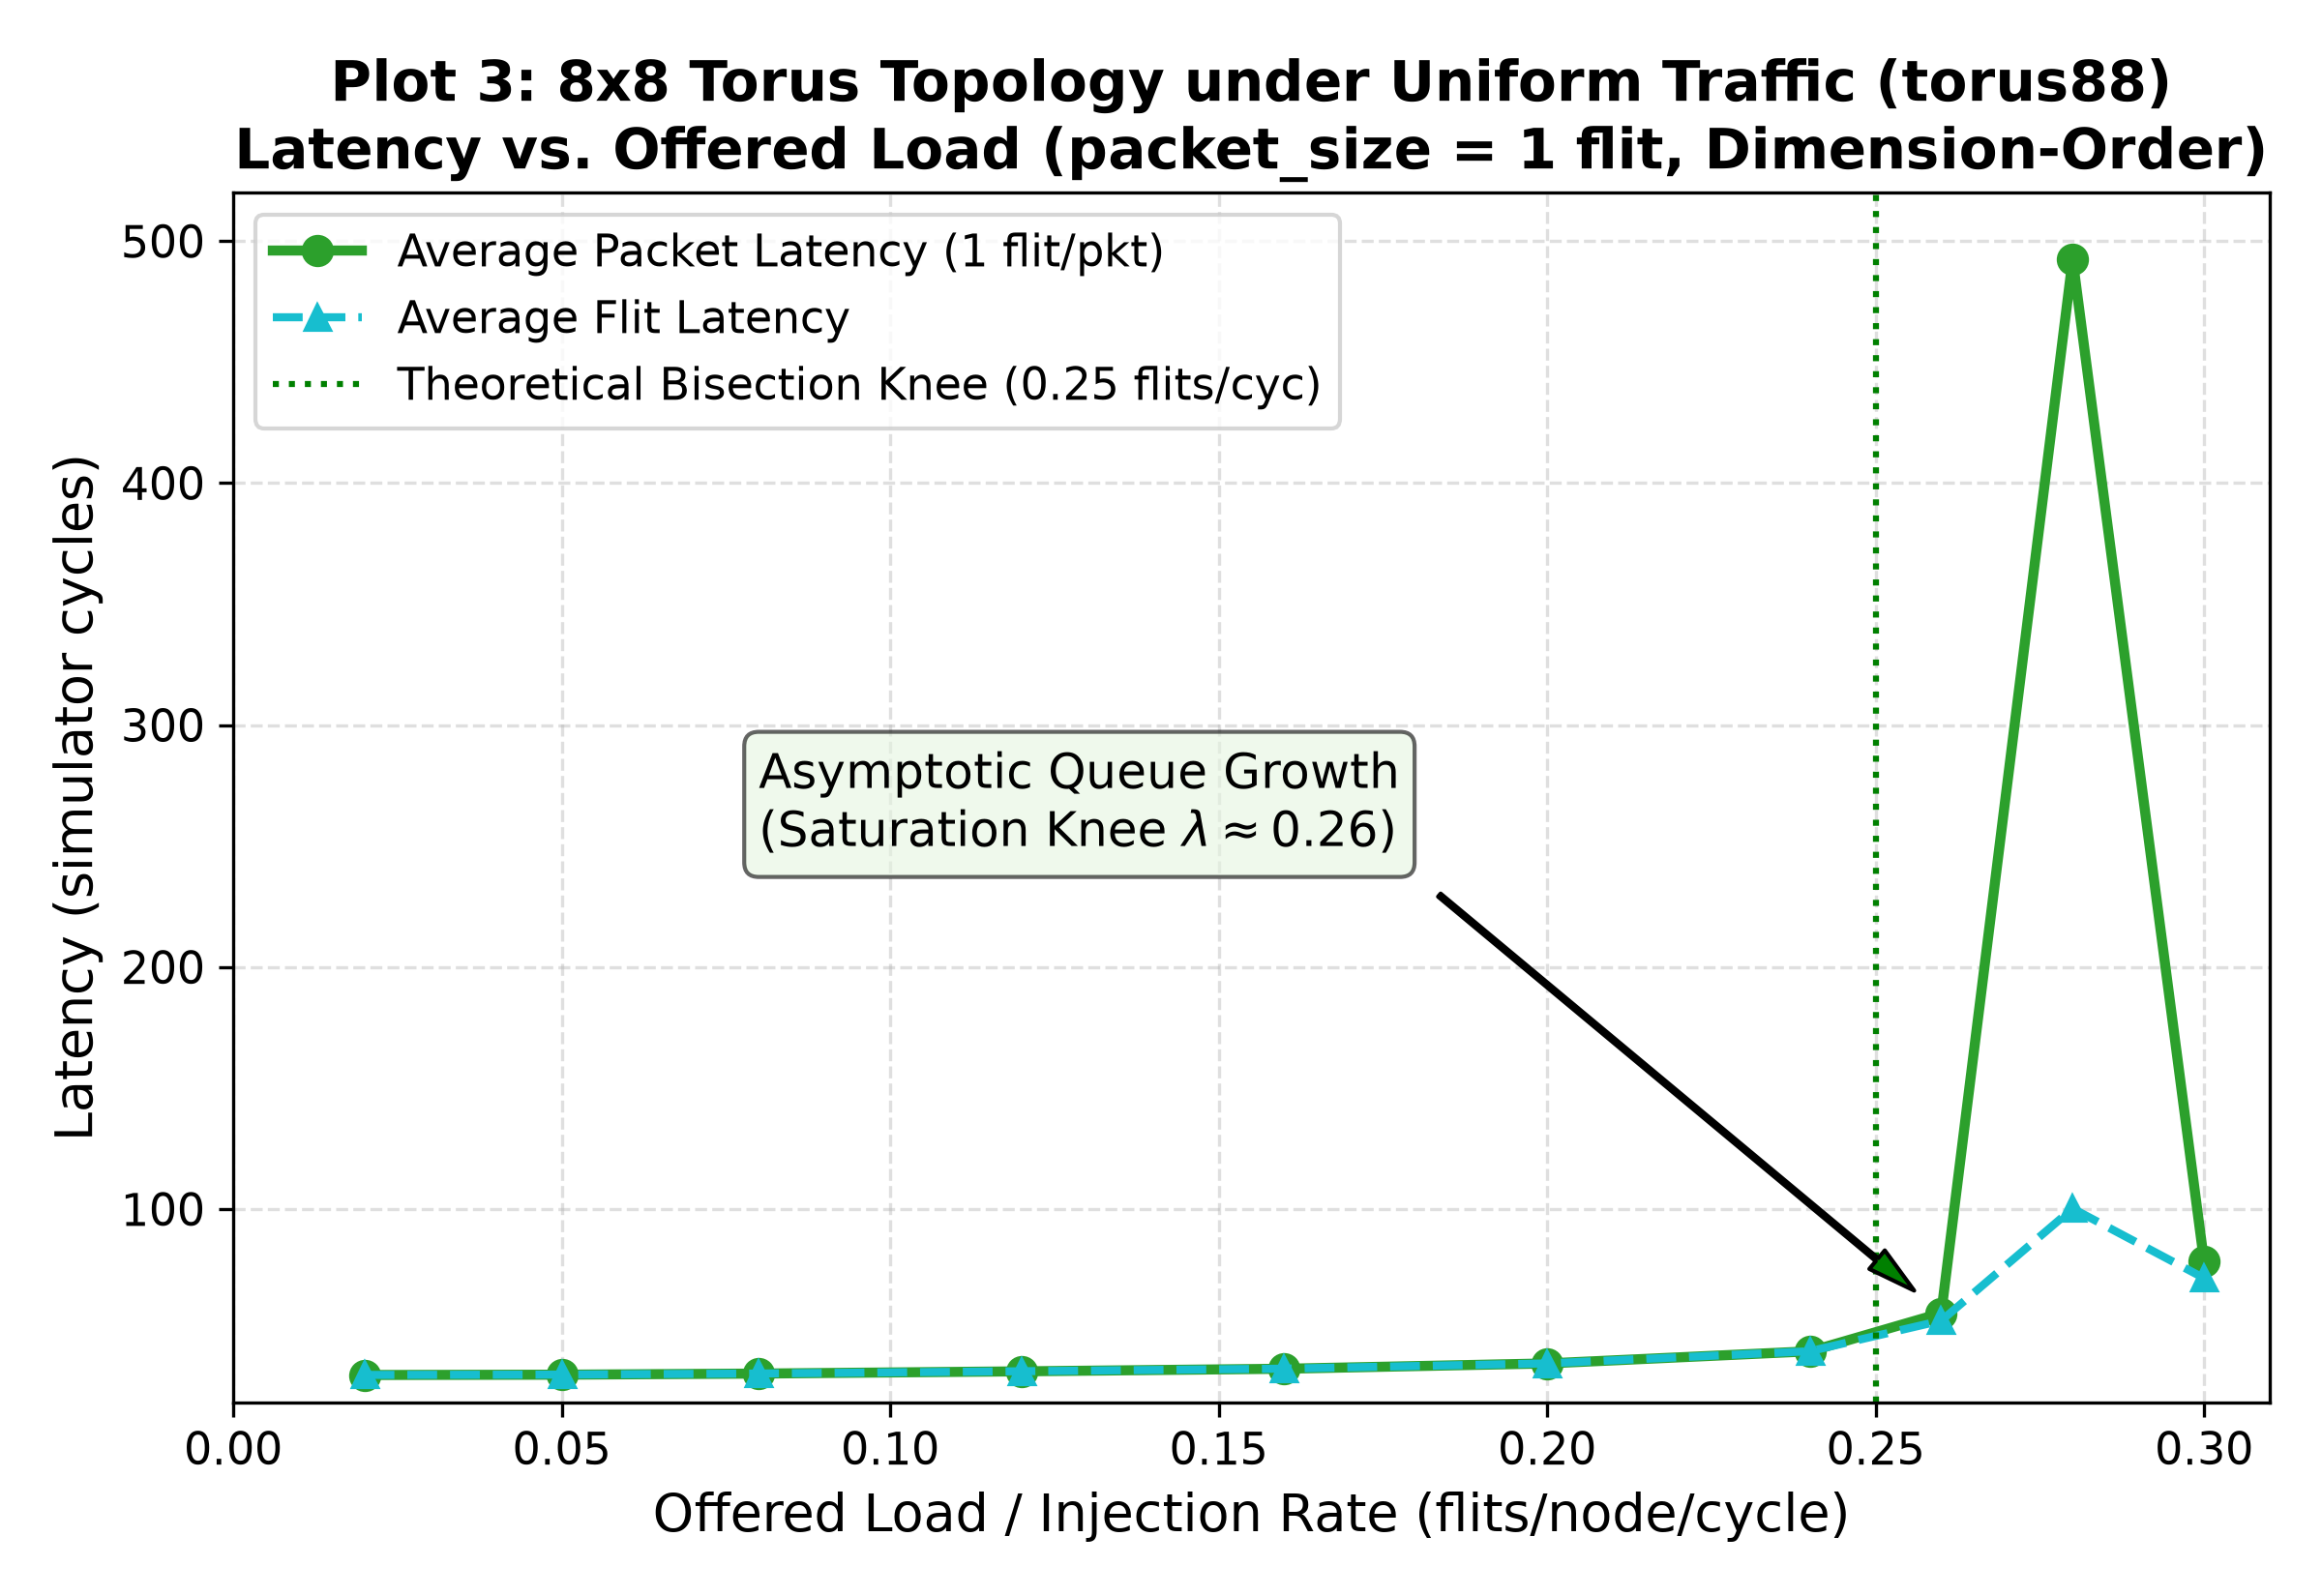 Plot 3: 8x8 Torus Topology under Uniform Traffic (torus88)
Latency vs. Offered Load (packet_size = 1 flit, Dimension-Order)
Average Packet Latency (1 flit/pkt)
Average Flit Latency
Theoretical Bisection Knee (0.25 flits/cyc)
Asymptotic Queue Growth
(Saturation Knee λ ≈ 0.26)
Latency (simulator cycles)
500
400
300
200
100
0.00
0.05
0.10
0.15
0.20
0.25
0.30
Offered Load / Injection Rate (flits/node/cycle)